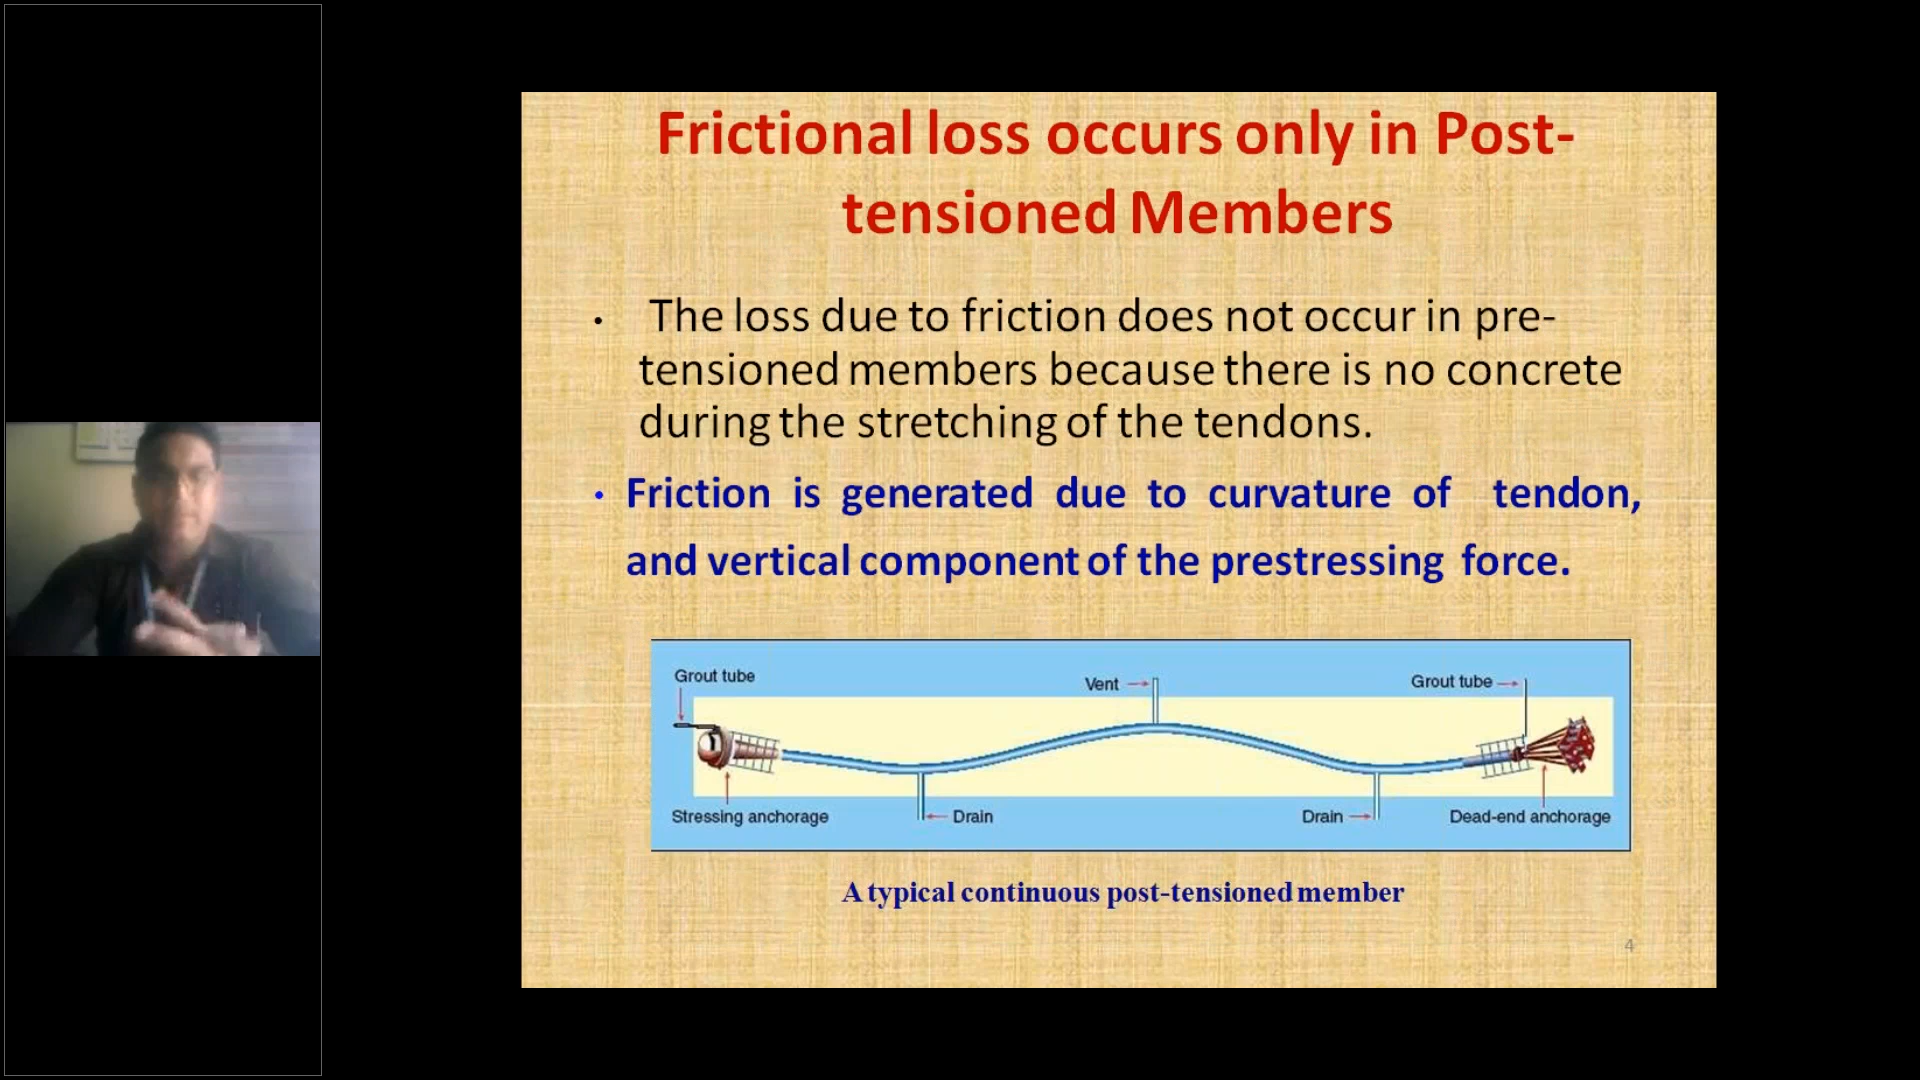 Frictional loss occurs only in Post-
tensioned Members
• The loss due to friction does not occur in pre-
tensioned members because there is no concrete
during the stretching of the tendons.
• Friction is generated due to curvature of tendon,
and vertical component of the prestressing force.
Grout tube
Vent
Grout tube
Stressing anchorage
Drain
Drain
Dead-end anchorage
A typical continuous post-tensioned member
4